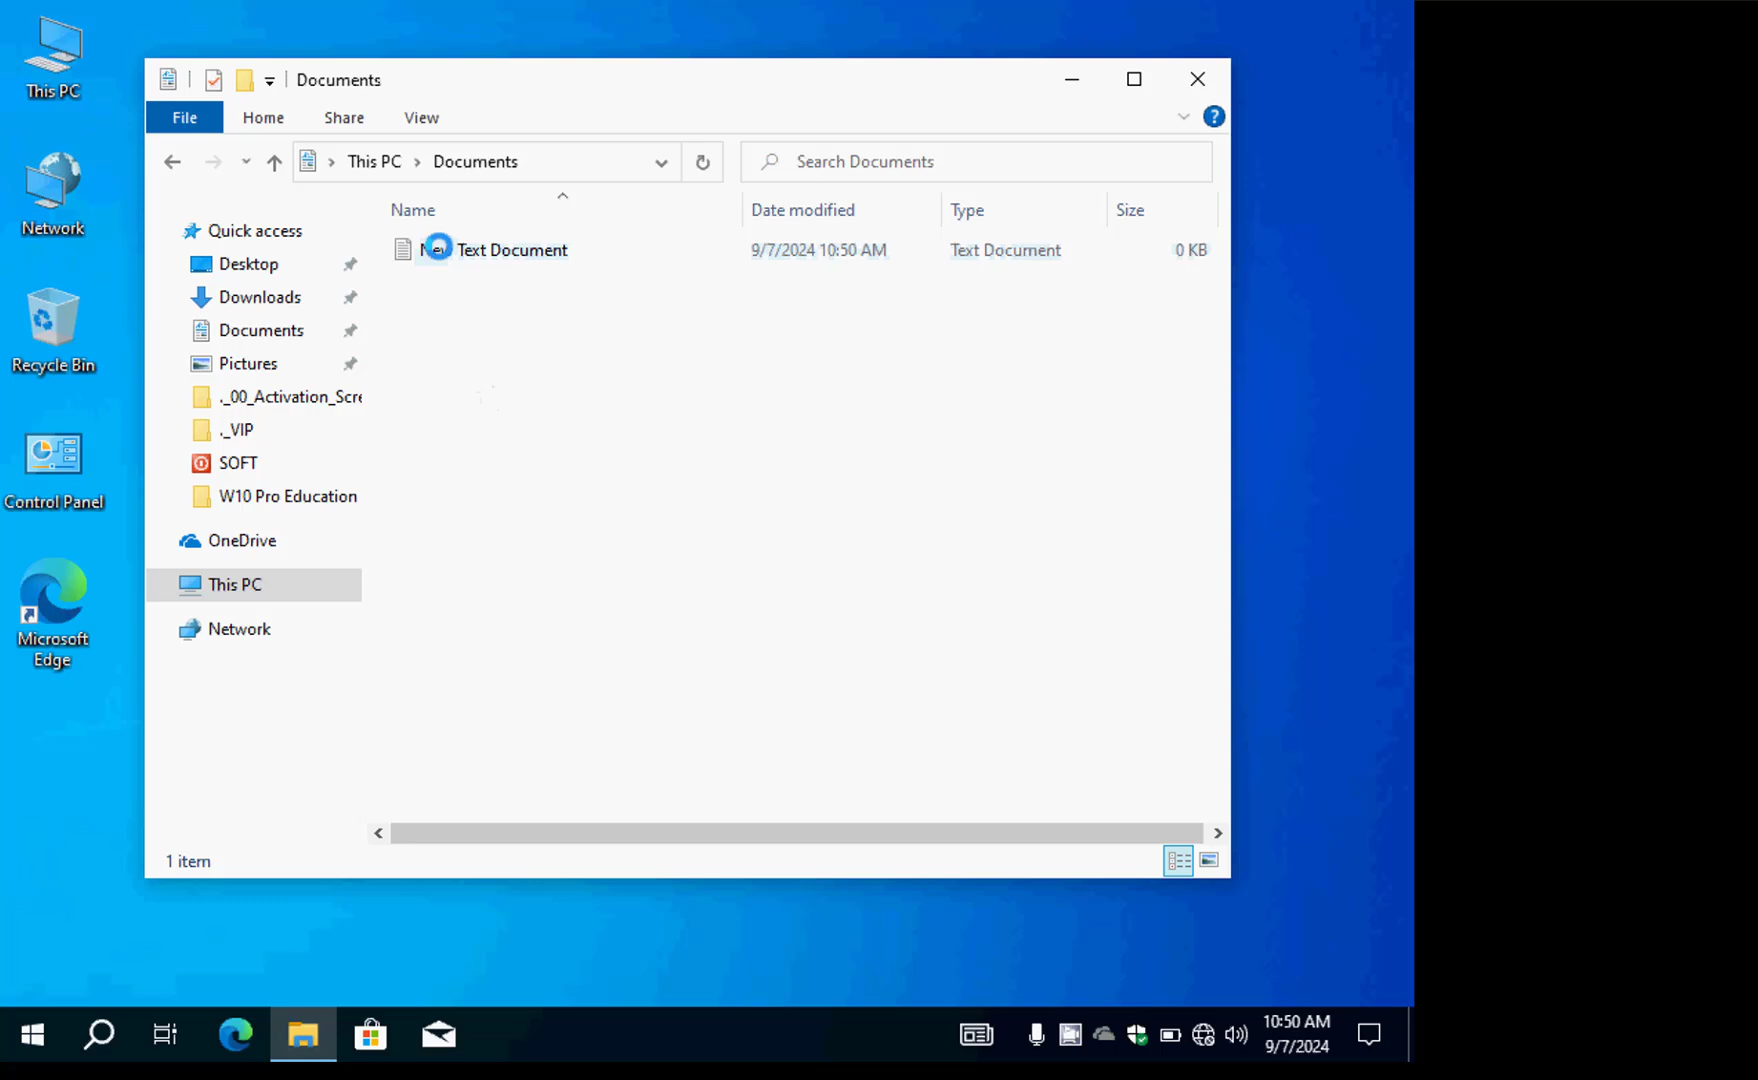 This PC
Network
Recycle Bin
Control Panel
Microsoft
Edge
Documents
File
Home
Share
View
?
This PC > Documents
Search Documents
Name
Date modified
Type
Size
Text Document
9/7/2024 10:50 AM
Text Document
0 KB
Quick access
Desktop
Downloads
Documents
Pictures
._00_Activation_Scre
._VIP
SOFT
W10 Pro Education
OneDrive
This PC
Network
1 item
10:50 AM
9/7/2024